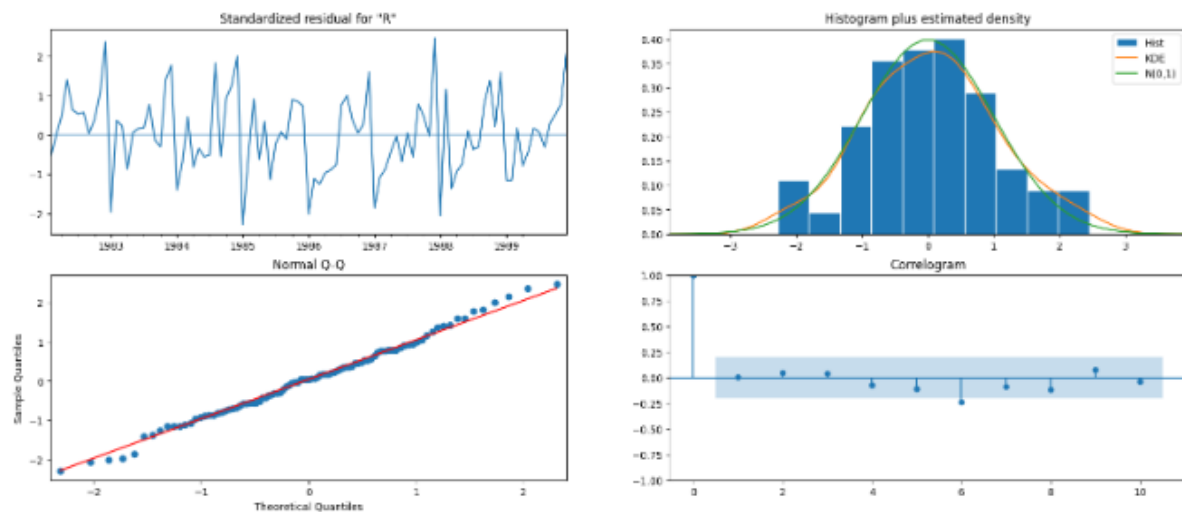 Standardized residual for "R"
2
1
0
−1
−2
1983 1984 1985 1986 1987 1988 1989
Histogram plus estimated density
Hist
KDE
N(0,1)
0.40
0.35
0.30
0.25
0.20
0.15
0.10
0.05
0.00
−3 −2 −1 0 1 2 3
Normal Q-Q
Sample Quantiles
2
1
0
−1
−2
−2 −1 0 1 2
Theoretical Quantiles
Correlogram
1.00
0.75
0.50
0.25
0.00
−0.25
−0.50
−0.75
−1.00
0 2 4 6 8 10